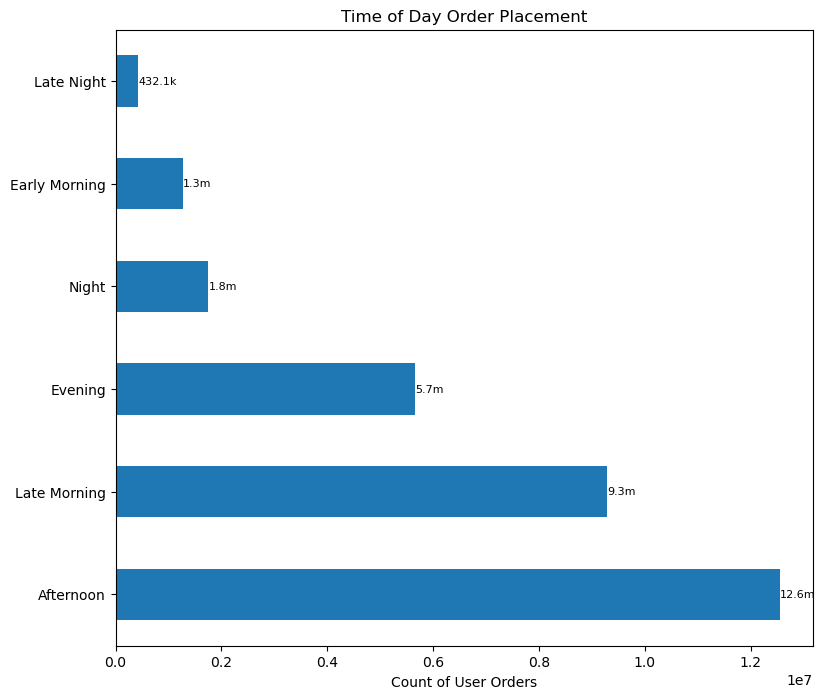 Time of Day Order Placement
Late Night
432.1k
Early Morning
1.3m
Night
1.8m
Evening
5.7m
Late Morning
9.3m
Afternoon
12.6m
0.0 0.2 0.4 0.6 0.8 1.0 1.2
1e7
Count of User Orders